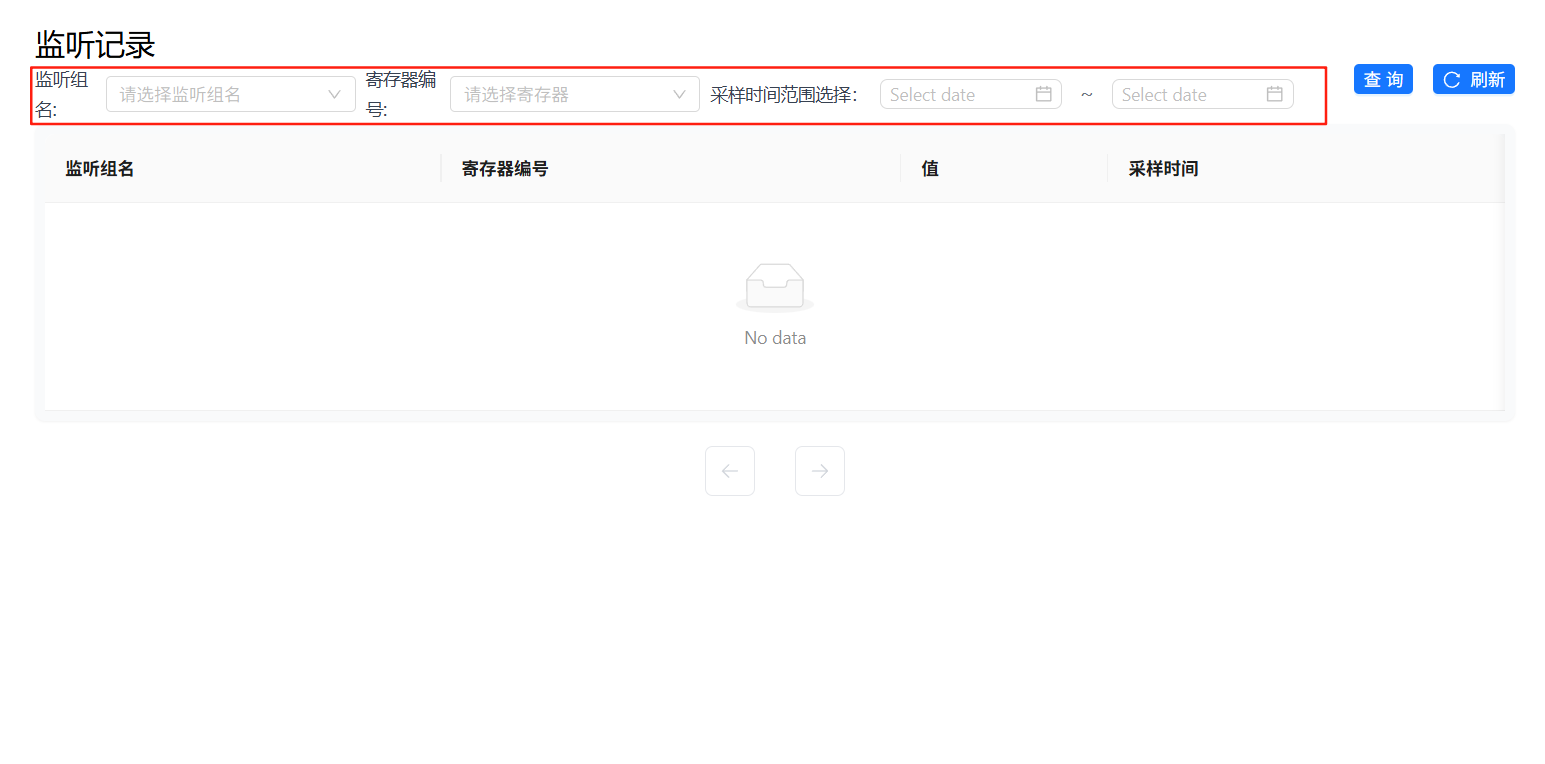 监听记录
监听组
名:
请选择监听组名
寄存器编
号:
请选择寄存器
采样时间范围选择：
Select date
~
Select date
查 询
刷新
监听组名
寄存器编号
值
采样时间
No data